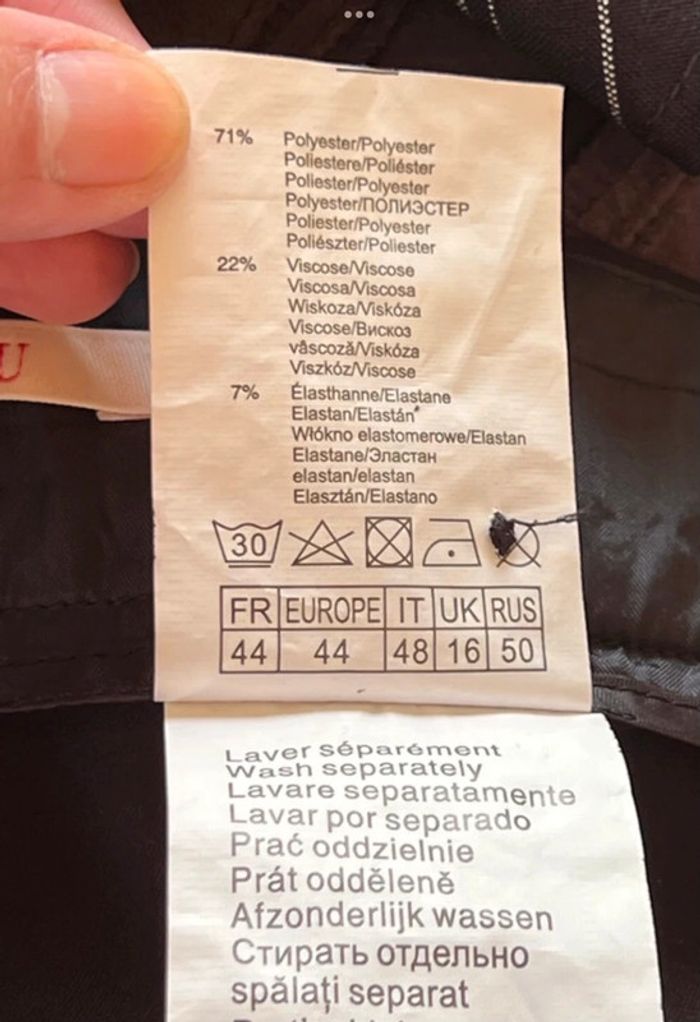 71% Polyester/Polyester
Poliestere/Poliéster
Poliester/Polyester
Polyester/ПОЛИЭСТЕР
Poliester/Polyester
Poliészter/Poliester
22% Viscose/Viscose
Viscosa/Viscosa
Wiskoza/Viskóza
Viscose/Вискоз
vâscoză/Viskóza
Viszkóz/Viscose
7% Élasthanne/Elastane
Elastan/Elastán
Włókno elastomerowe/Elastan
Elastane/Эластан
elastan/elastan
Elasztán/Elastano
30
FR EUROPE IT UK RUS
44 44 48 16 50
U
Laver séparément
Wash separately
Lavare separatamente
Lavar por separado
Prać oddzielnie
Prát odděleně
Afzonderlijk wassen
Стирать отдельно
spălați separat